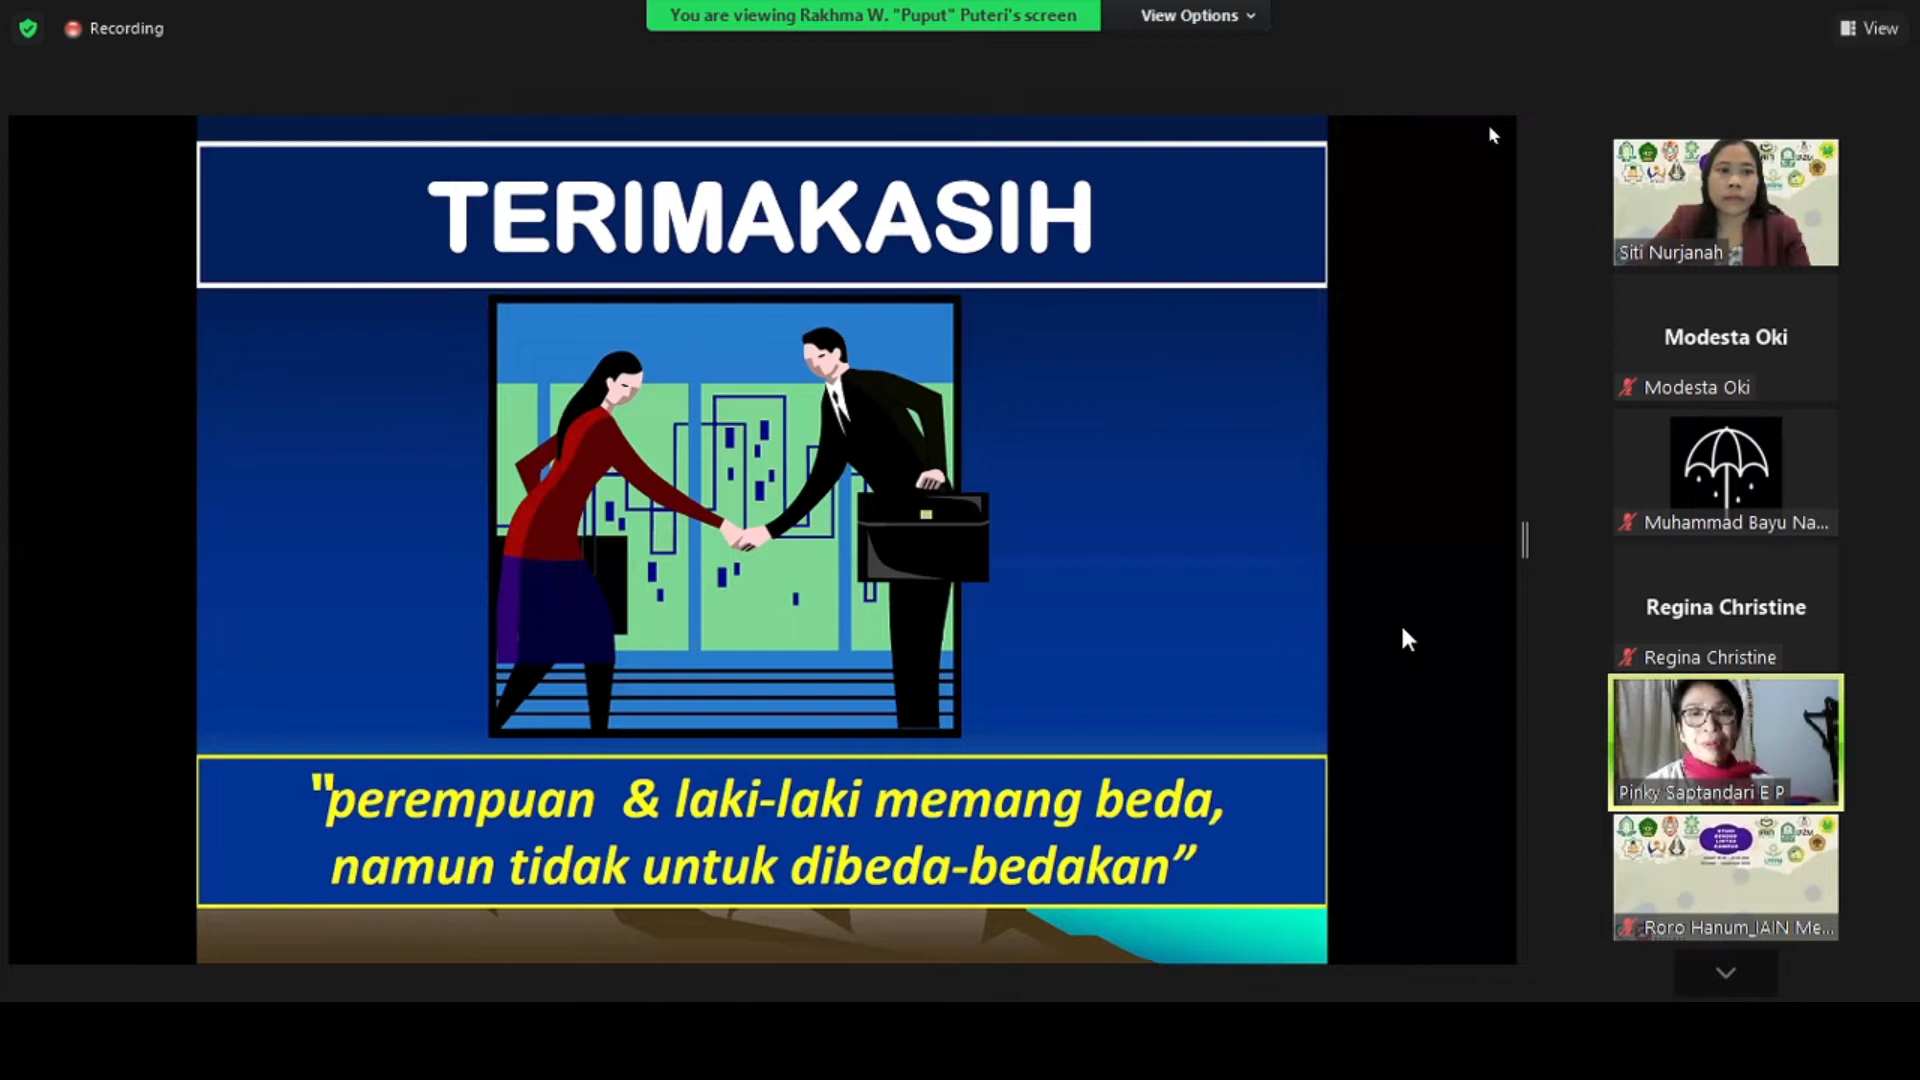 Recording
You are viewing Rakhma W. "Puput" Puteri's screen
View Options
View
TERIMAKASIH
"perempuan & laki-laki memang beda,
namun tidak untuk dibeda-bedakan”
Siti Nurjanah
Modesta Oki
Modesta Oki
Muhammad Bayu Na...
Regina Christine
Regina Christine
Pinky Saptandari E P
Roro Hanum_IAIN Me...